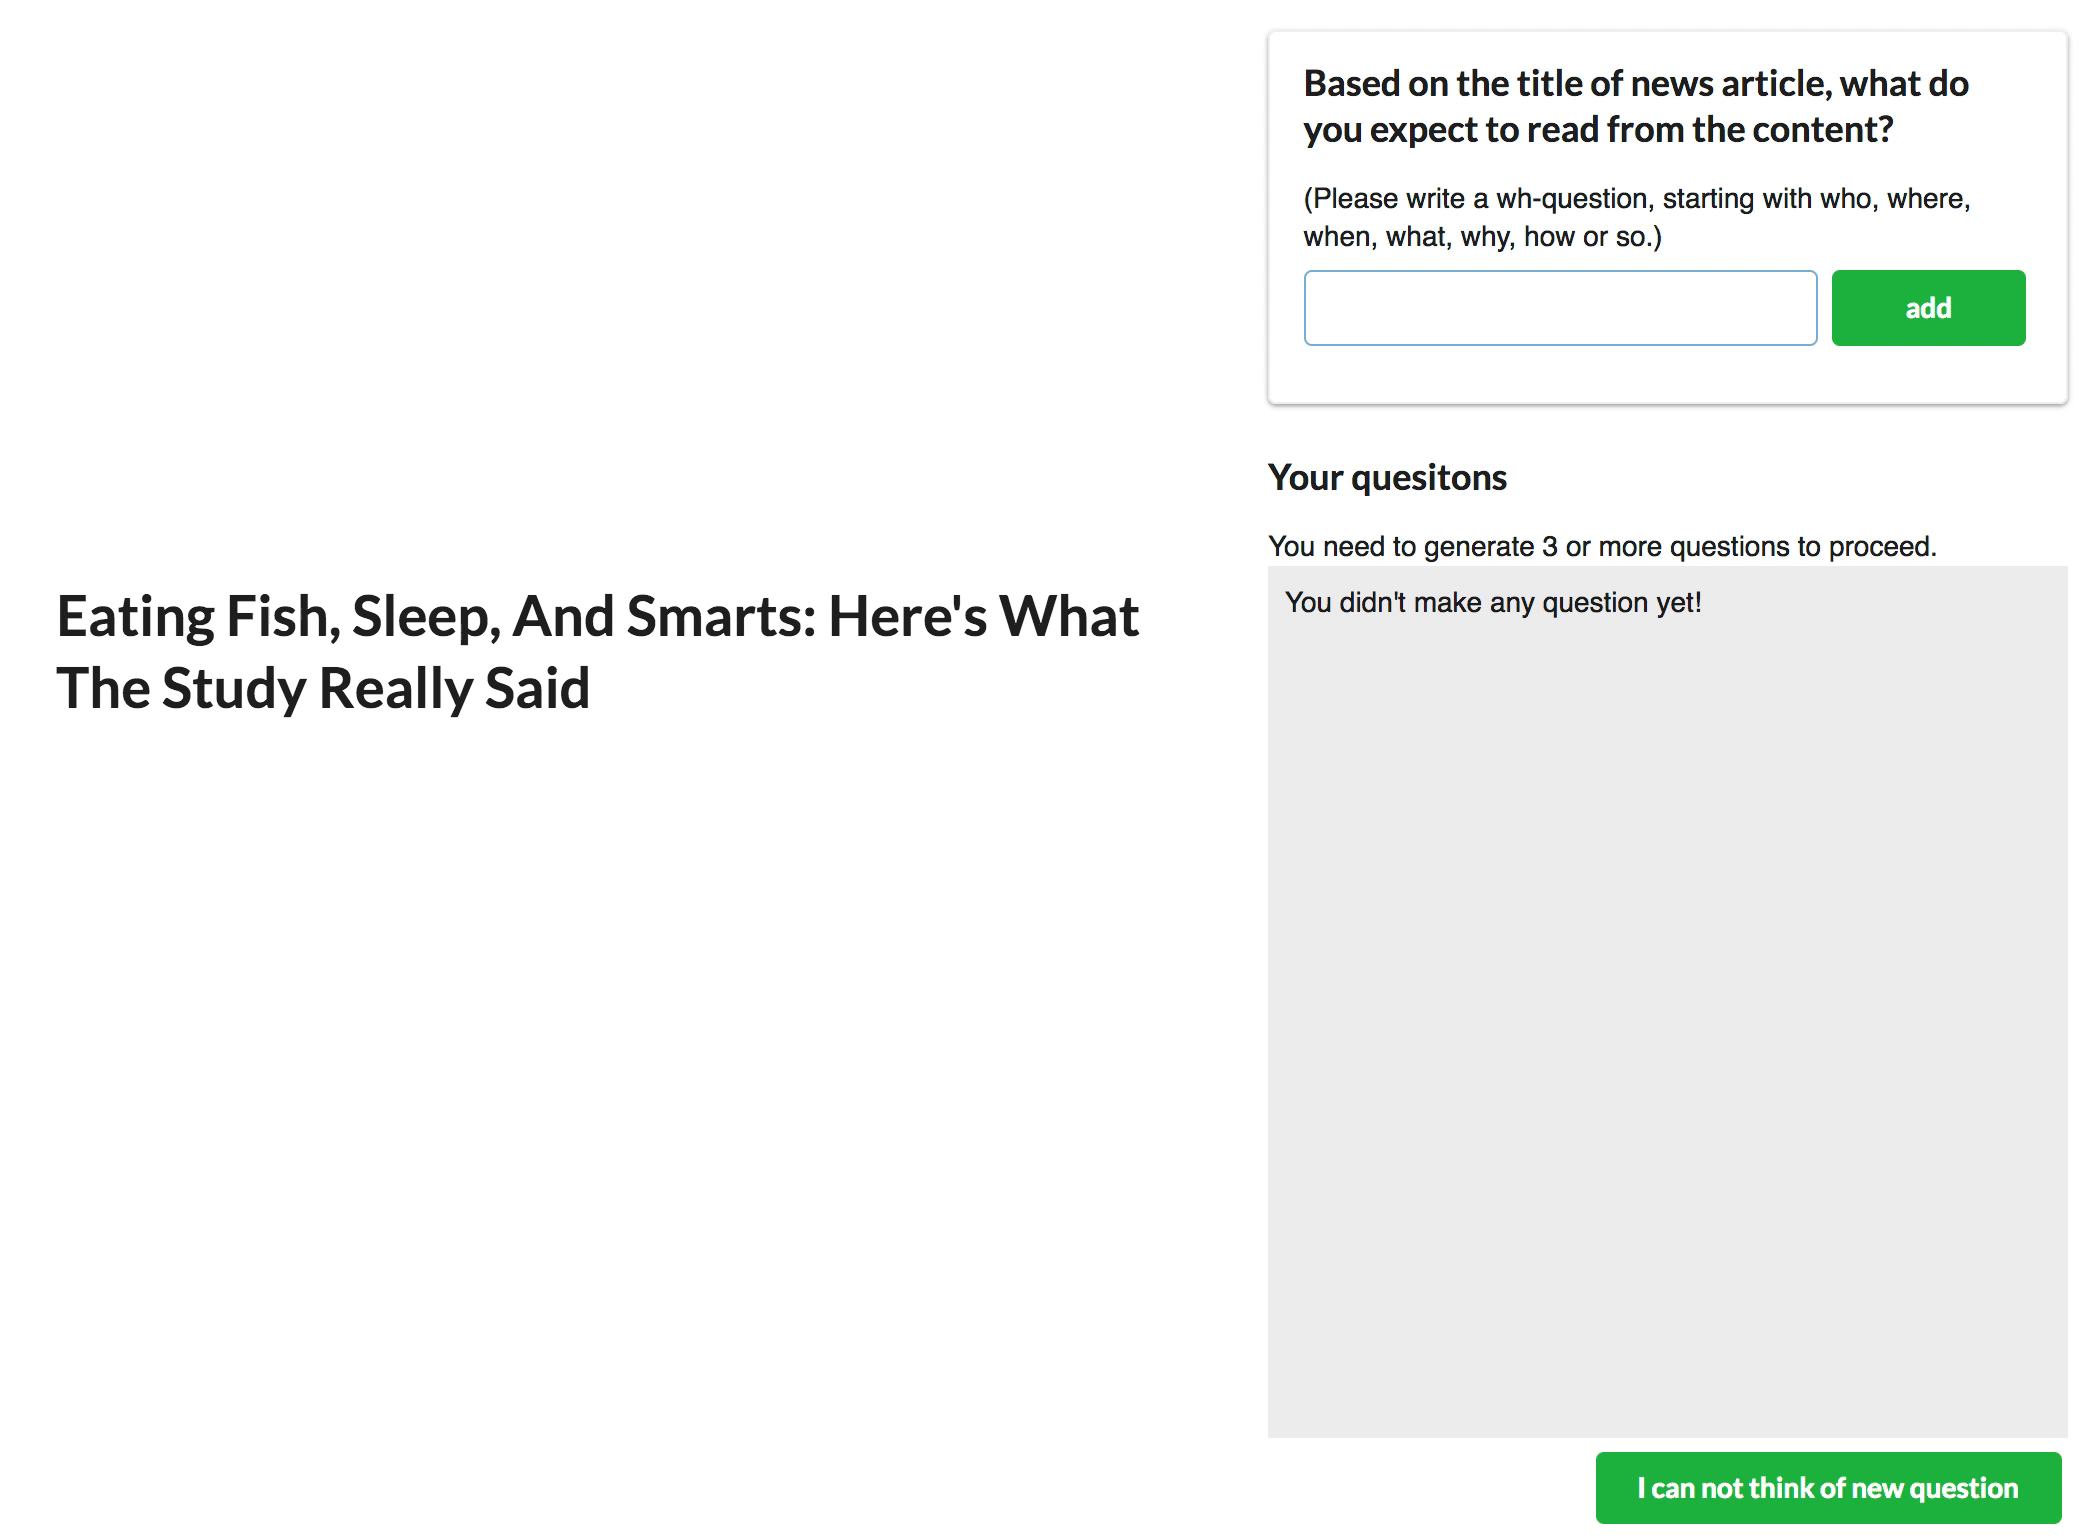 Eating Fish, Sleep, And Smarts: Here's What
The Study Really Said
Based on the title of news article, what do
you expect to read from the content?
(Please write a wh-question, starting with who, where,
when, what, why, how or so.)
add
Your quesitons
You need to generate 3 or more questions to proceed.
You didn't make any question yet!
I can not think of new question